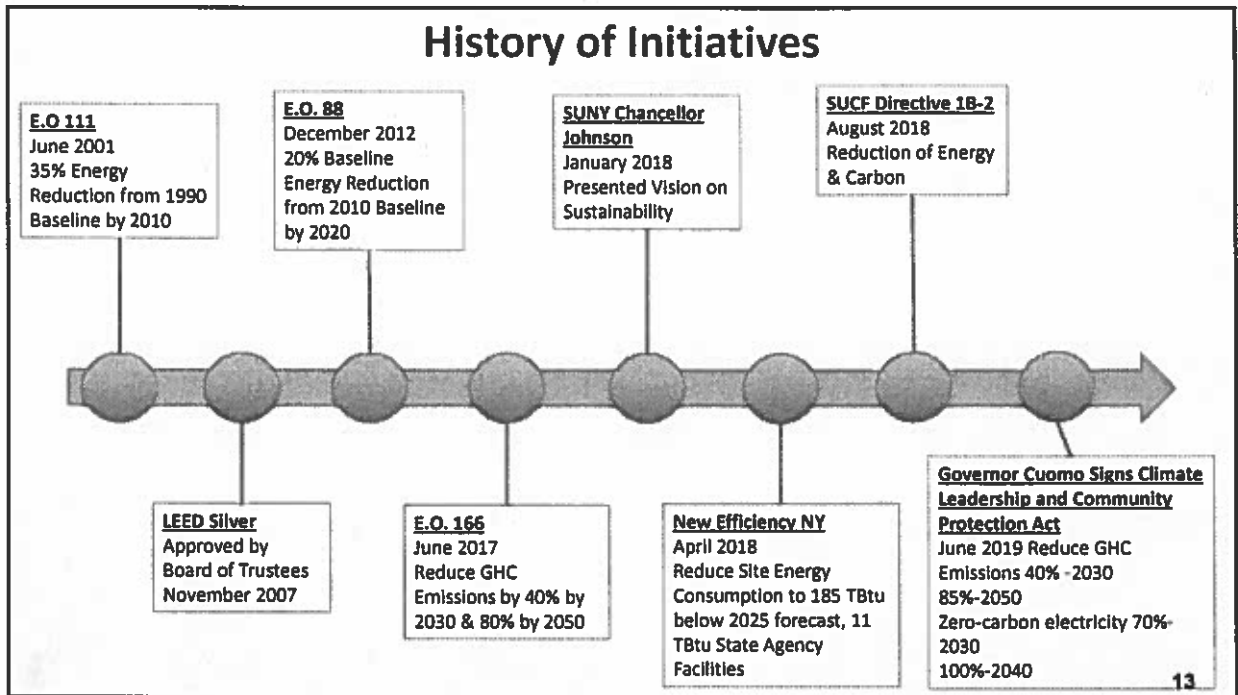 History of Initiatives
E.O 111
June 2001
35% Energy
Reduction from 1990
Baseline by 2010
E.O. 88
December 2012
20% Baseline
Energy Reduction
from 2010 Baseline
by 2020
SUNY Chancellor
Johnson
January 2018
Presented Vision on
Sustainability
SUCF Directive 1B-2
August 2018
Reduction of Energy
& Carbon
LEED Silver
Approved by
Board of Trustees
November 2007
E.O. 166
June 2017
Reduce GHC
Emissions by 40% by
2030 & 80% by 2050
New Efficiency NY
April 2018
Reduce Site Energy
Consumption to 185 TBtu
below 2025 forecast, 11
TBtu State Agency
Facilities
Governor Cuomo Signs Climate
Leadership and Community
Protection Act
June 2019 Reduce GHC
Emissions 40% -2030
85%-2050
Zero-carbon electricity 70%-
2030
100%-2040
13